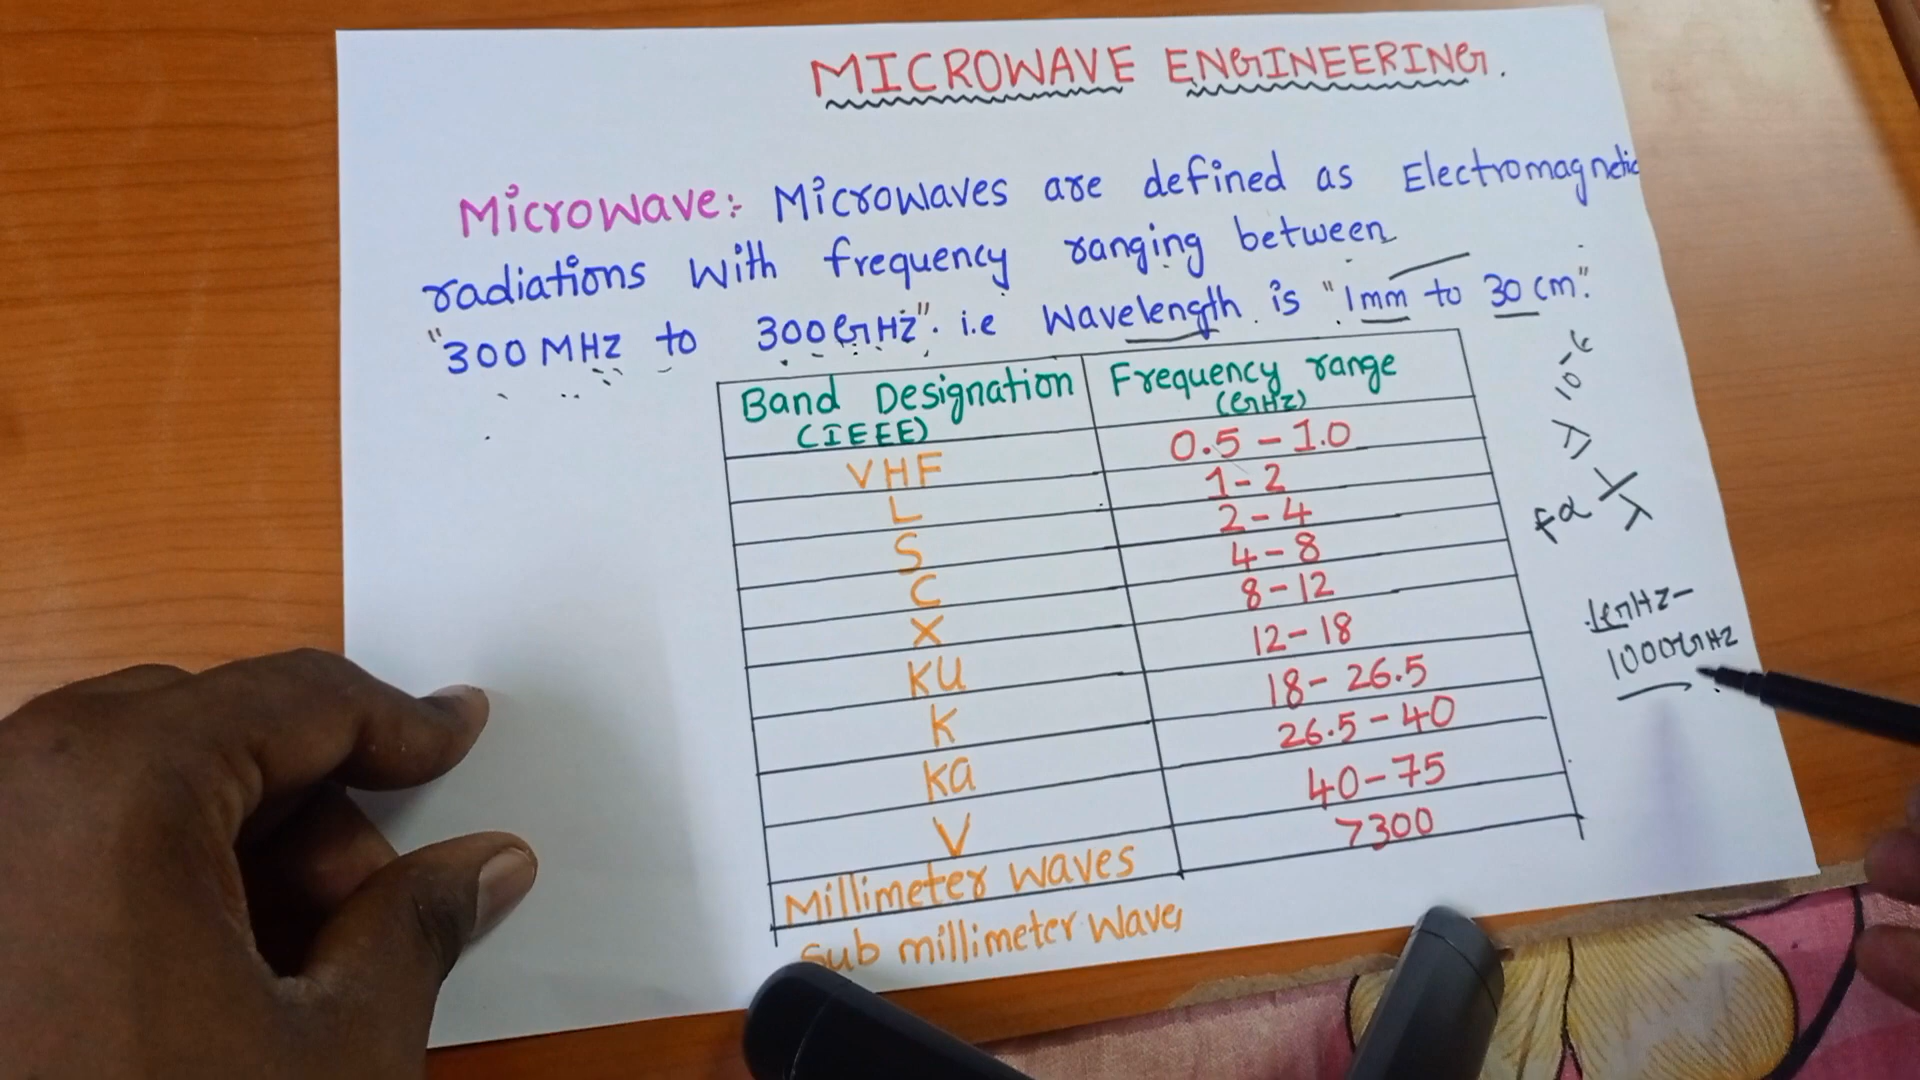 MICROWAVE ENGINEERING.
Microwave:- Microwaves are defined as Electromagnetic
radiations with frequency ranging between
"300 MHz to 300GHz". i.e Wavelength is "1mm to 30 cm."
Band Designation (IEEE) Frequency range (GHz)
VHF 0.5 - 1.0
L 1 - 2
S 2 - 4
C 4 - 8
X 8 - 12
KU 12 - 18
K 18 - 26.5
Ka 26.5 - 40
V 40 - 75
Millimeter waves >300
Sub millimeter wave
λ 10
f α 1/λ
1GHz -
1000GHz